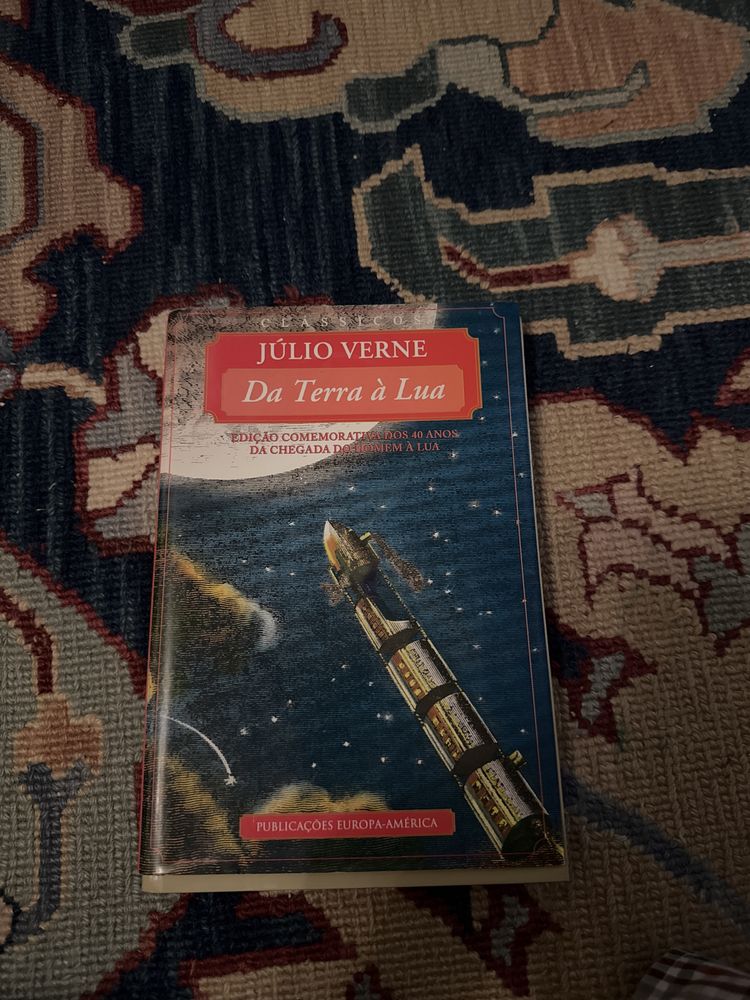 CLÁSSICOS
JÚLIO VERNE
Da Terra à Lua
EDIÇÃO COMEMORATIVA DOS 40 ANOS
DA CHEGADA DO HOMEM À LUA
PUBLICAÇÕES EUROPA-AMÉRICA